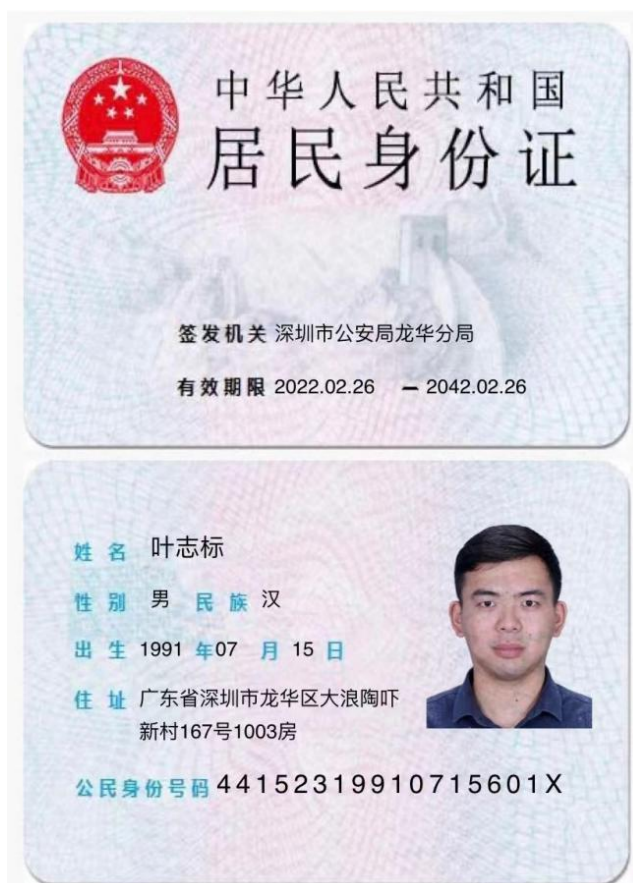 中华人民共和国
居民身份证
签发机关 深圳市公安局龙华分局
有效期限 2022.02.26 — 2042.02.26
姓名 叶志标
性别 男 民族 汉
出生 1991 年07 月 15 日
住址 广东省深圳市龙华区大浪陶吓
新村167号1003房
公民身份号码 44152319910715601X